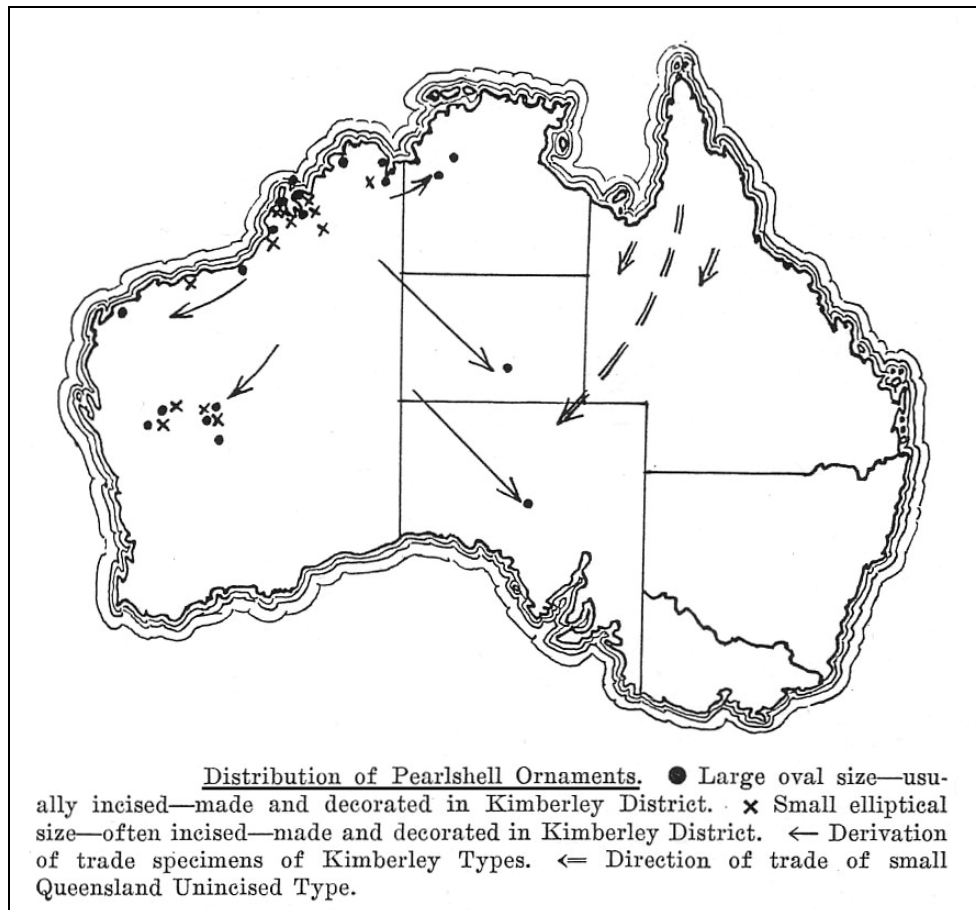 Distribution of Pearlshell Ornaments. ● Large oval size—usu-
ally incised—made and decorated in Kimberley District. × Small elliptical
size—often incised—made and decorated in Kimberley District. ← Derivation
of trade specimens of Kimberley Types. ⇐ Direction of trade of small
Queensland Unincised Type.